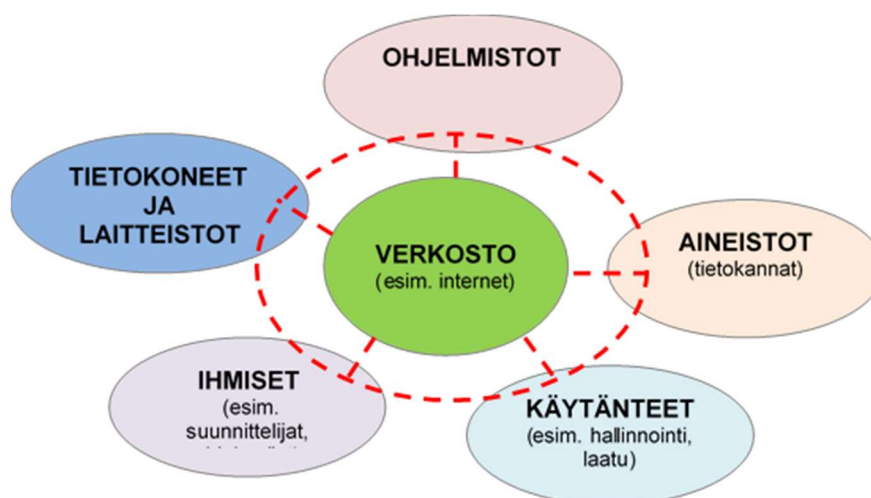 OHJELMISTOT
TIETOKONEET
JA
LAITTEISTOT
VERKOSTO
(esim. internet)
AINEISTOT
(tietokannat)
IHMISET
(esim.
suunnittelijat,
KÄYTÄNTEET
(esim. hallinnointi,
laatu)